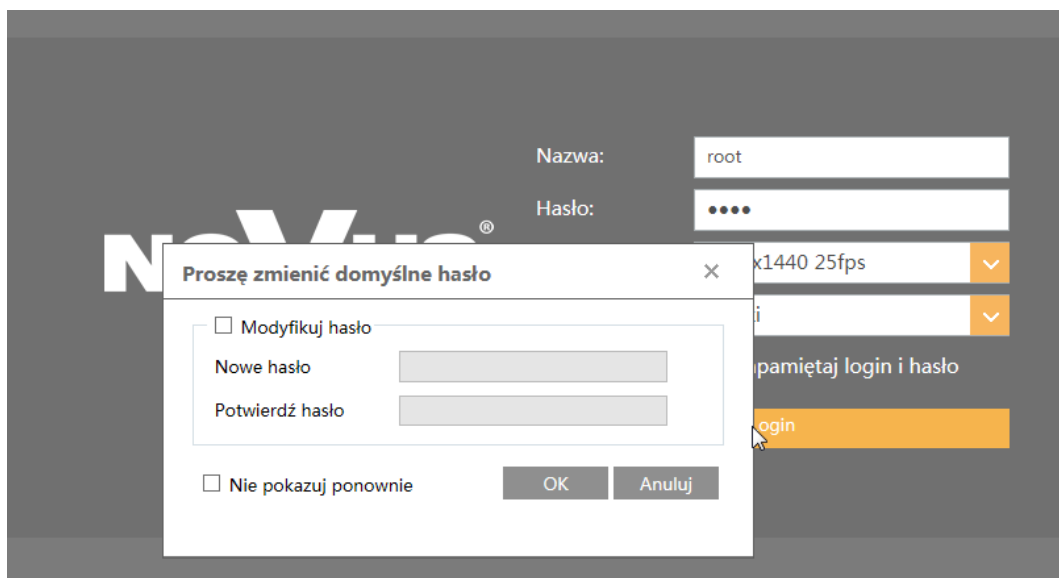 Nazwa:
root
Hasło:
••••
®
Proszę zmienić domyślne hasło
x1440 25fps
Modyfikuj hasło
Nowe hasło
pamiętaj login i hasło
Potwierdź hasło
ogin
Nie pokazuj ponownie
OK
Anuluj